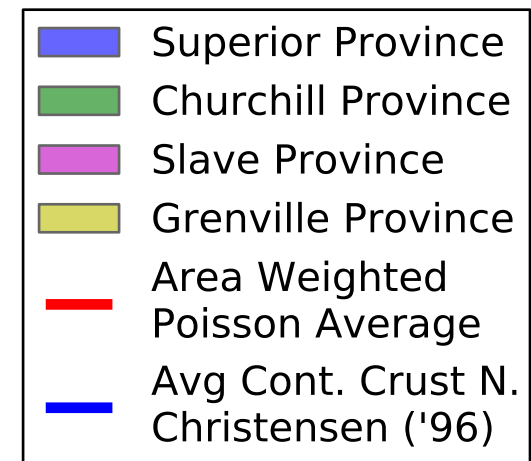 Superior Province
Churchill Province
Slave Province
Grenville Province
Area Weighted
Poisson Average
Avg Cont. Crust N.
Christensen ('96)